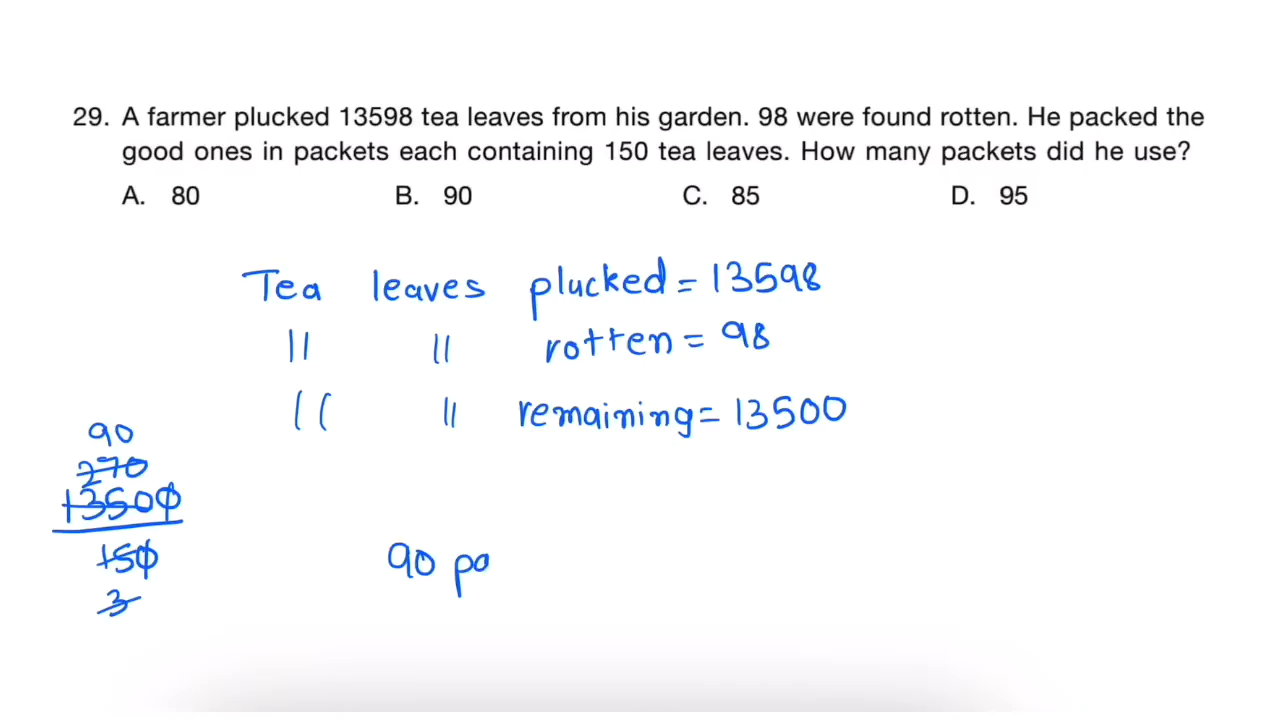 29. A farmer plucked 13598 tea leaves from his garden. 98 were found rotten. He packed the
good ones in packets each containing 150 tea leaves. How many packets did he use?
A. 80 B. 90 C. 85 D. 95
Tea leaves plucked = 13598
" " rotten = 98
" " remaining = 13500
90
270
13500
150
3
90 pa